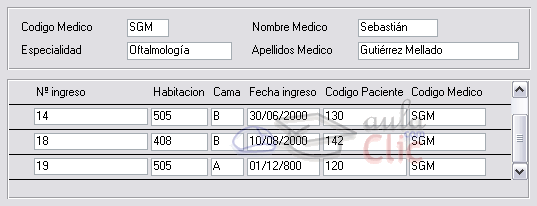 Codigo Medico SGM Nombre Medico Sebastián
Especialidad Oftalmología Apellidos Medico Gutiérrez Mellado
Nº ingreso Habitacion Cama Fecha ingreso Codigo Paciente Codigo Medico
14 505 B 30/06/2000 130 SGM
18 408 B 10/08/2000 142 SGM
19 505 A 01/12/800 120 SGM
aula
Clic